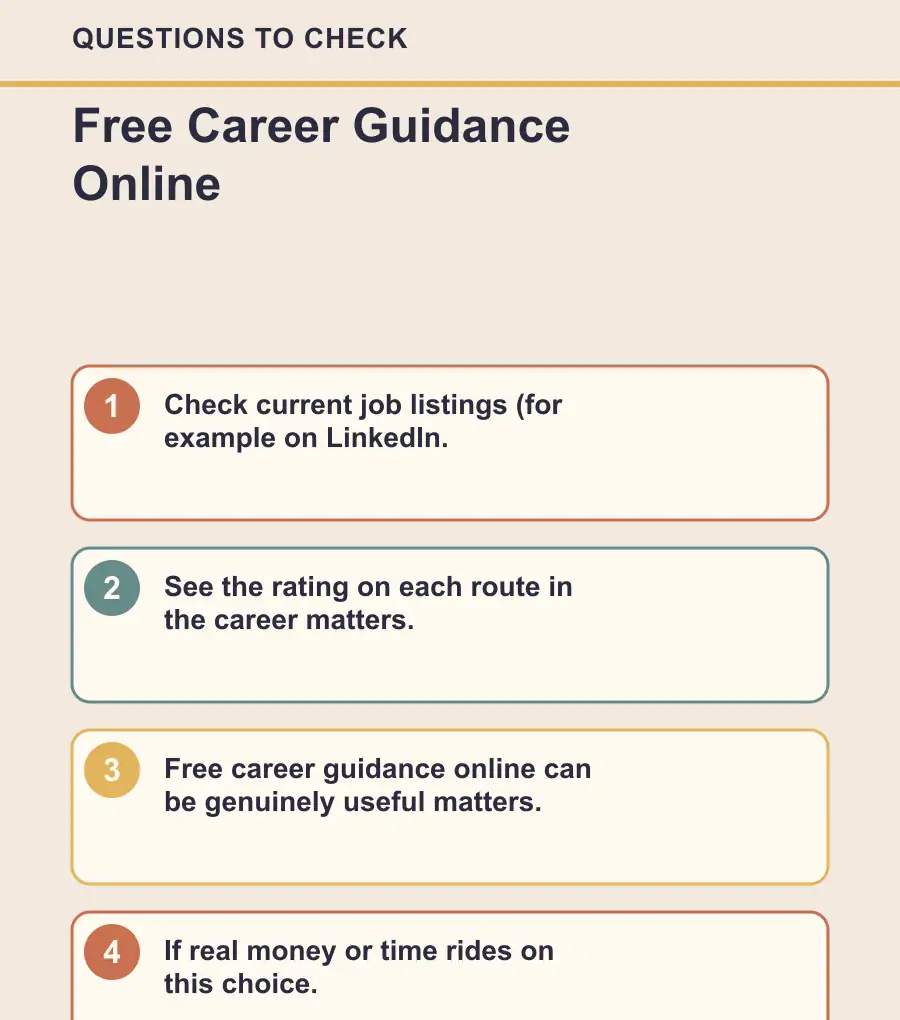 QUESTIONS TO CHECK
Free Career Guidance
Online
1
Check current job listings (for
example on LinkedIn.
2
See the rating on each route in
the career matters.
3
Free career guidance online can
be genuinely useful matters.
4
If real money or time rides on
this choice.